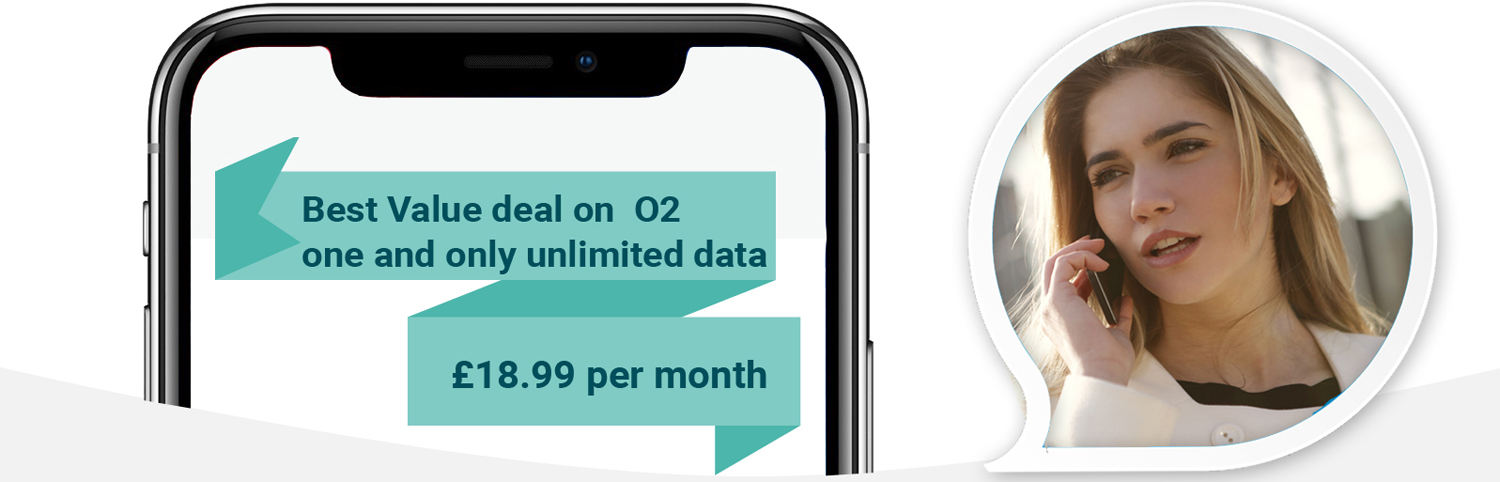 Best Value deal on O2
one and only unlimited data
£18.99 per month